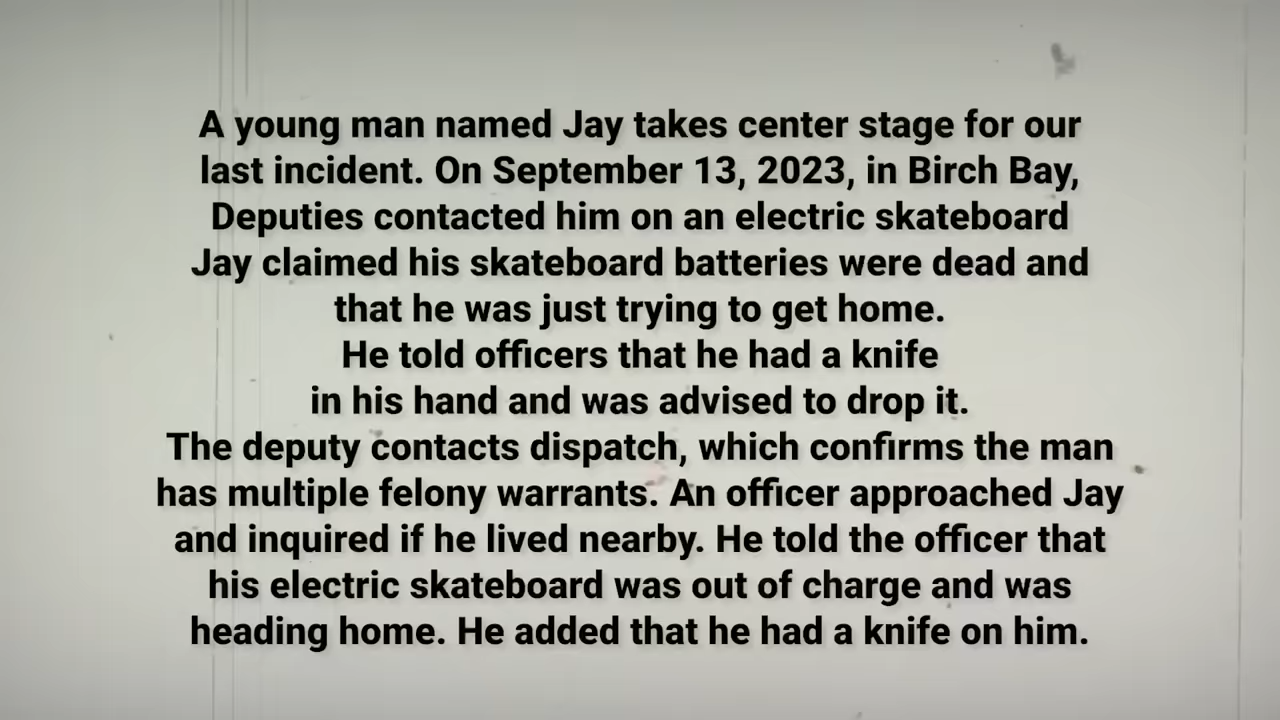 A young man named Jay takes center stage for our
last incident. On September 13, 2023, in Birch Bay,
Deputies contacted him on an electric skateboard
Jay claimed his skateboard batteries were dead and
that he was just trying to get home.
He told officers that he had a knife
in his hand and was advised to drop it.
The deputy contacts dispatch, which confirms the man
has multiple felony warrants. An officer approached Jay
and inquired if he lived nearby. He told the officer that
his electric skateboard was out of charge and was
heading home. He added that he had a knife on him.